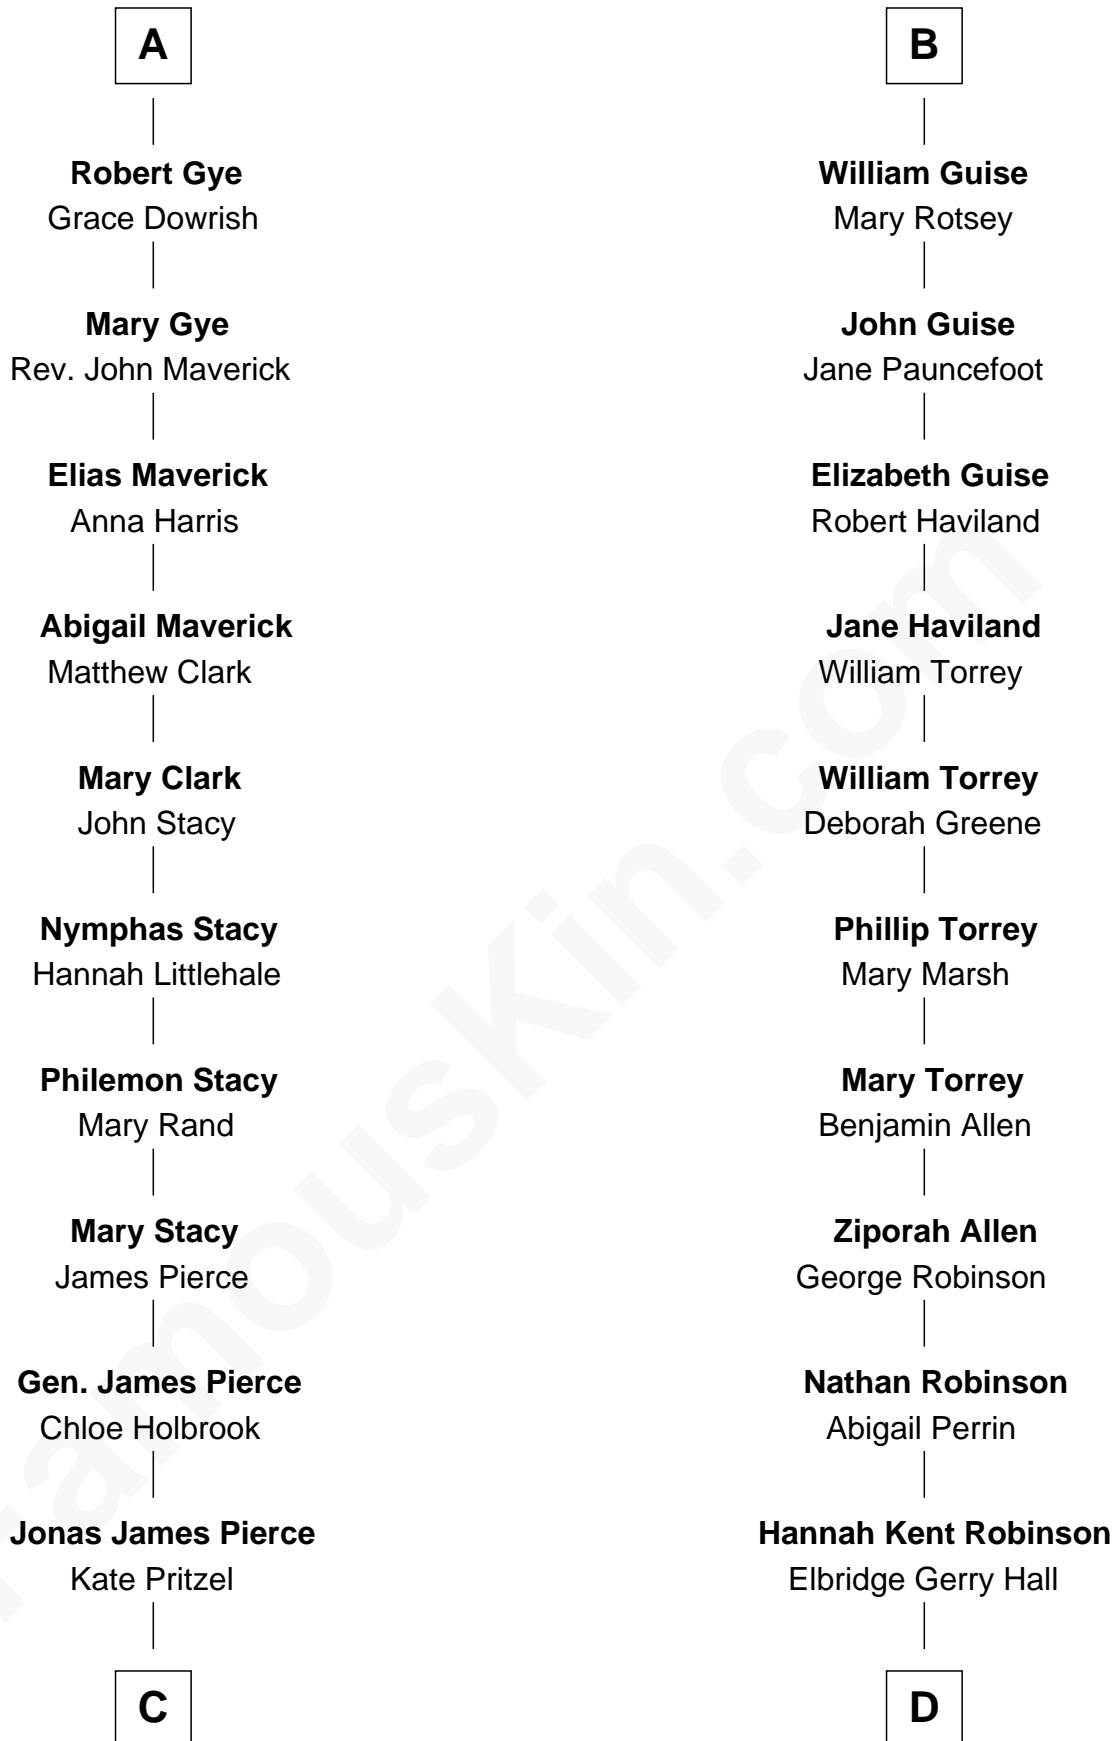 A
Robert Gye
Grace Dowrish
Mary Gye
Rev. John Maverick
Elias Maverick
Anna Harris
Abigail Maverick
Matthew Clark
Mary Clark
John Stacy
Nymphas Stacy
Hannah Littlehale
Philemon Stacy
Mary Rand
Mary Stacy
James Pierce
Gen. James Pierce
Chloe Holbrook
Jonas James Pierce
Kate Pritzel
C
B
William Guise
Mary Rotsey
John Guise
Jane Pauncefoot
Elizabeth Guise
Robert Haviland
Jane Haviland
William Torrey
William Torrey
Deborah Greene
Phillip Torrey
Mary Marsh
Mary Torrey
Benjamin Allen
Ziporah Allen
George Robinson
Nathan Robinson
Abigail Perrin
Hannah Kent Robinson
Elbridge Gerry Hall
D
FamousKin.com